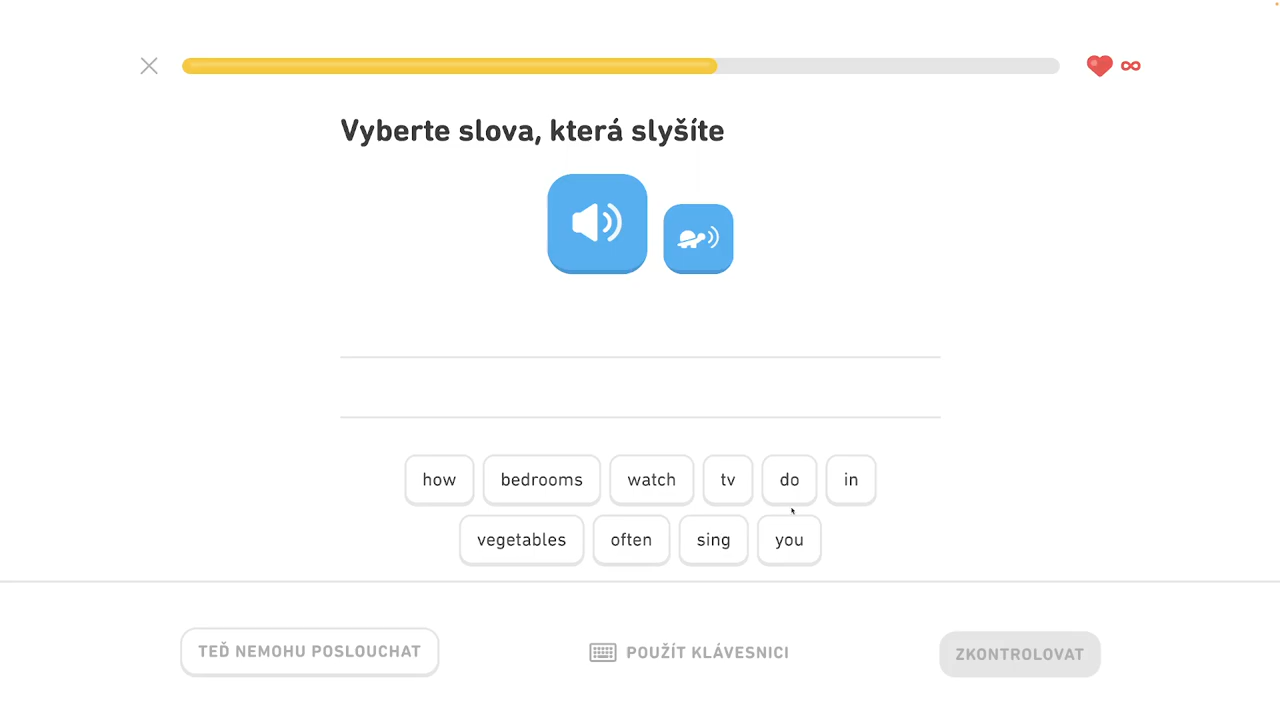 Vyberte slova, která slyšíte
how bedrooms watch tv do in
vegetables often sing you
TEĎ NEMOHU POSLOUCHAT POUŽÍT KLÁVESNICI ZKONTROLOVAT